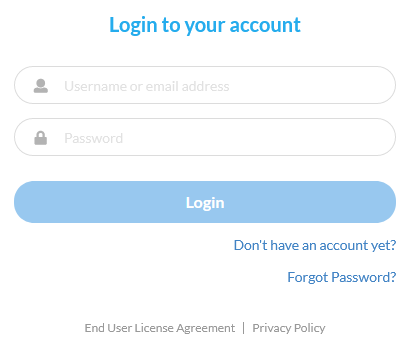 Login to your account
Username or email address
Password
Login
Don't have an account yet?
Forgot Password?
End User License Agreement | Privacy Policy